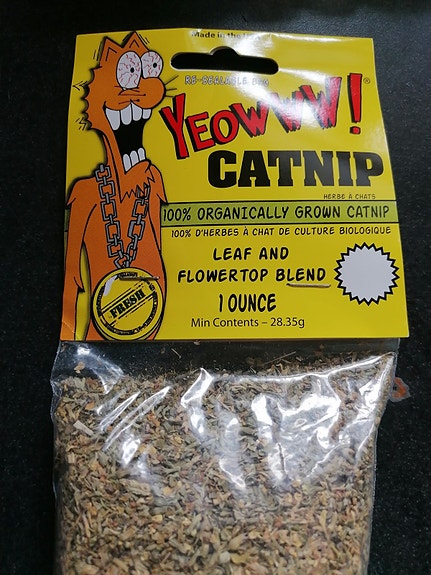 Made in the
RE-SEALABLE BAG
YEOWWW!®
CATNIP
HERBE À CHATS
100% ORGANICALLY GROWN CATNIP
100% D'HERBES À CHAT DE CULTURE BIOLOGIQUE
LEAF AND
FLOWERTOP BLEND
1 OUNCE
Min Contents – 28.35g
FRESH